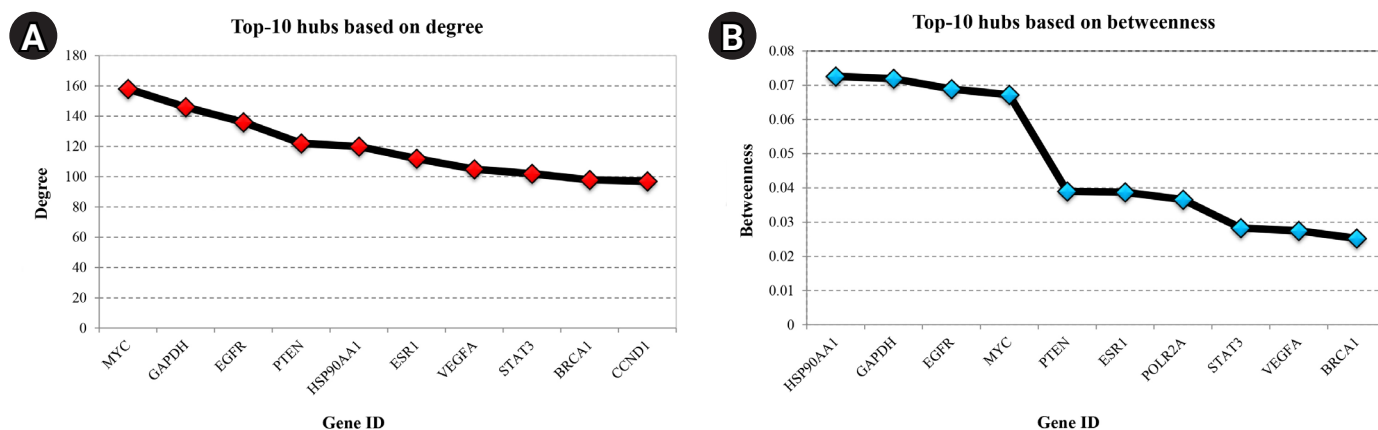 A
Top-10 hubs based on degree
Degree
180
160
140
120
100
80
60
40
20
0
MYC
GAPDH
EGFR
PTEN
HSP90AA1
ESR1
VEGFA
STAT3
BRCA1
CCND1
Gene ID
B
Top-10 hubs based on betweenness
Betweenness
0.08
0.07
0.06
0.05
0.04
0.03
0.02
0.01
0
HSP90AA1
GAPDH
EGFR
MYC
PTEN
ESR1
POLR2A
STAT3
VEGFA
BRCA1
Gene ID